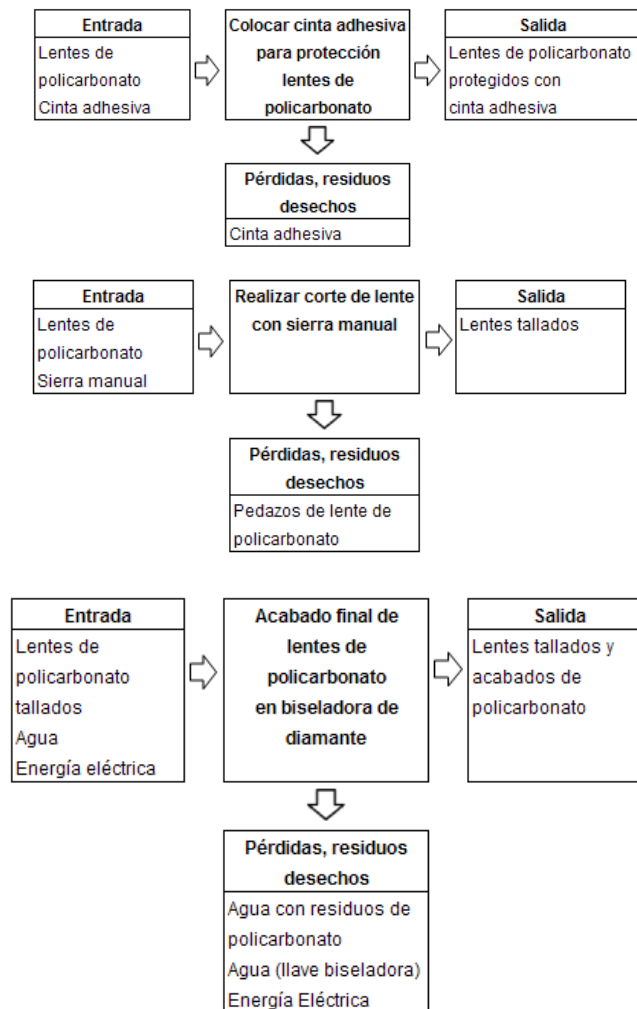 Entrada
Lentes de
policarbonato
Cinta adhesiva
Colocar cinta adhesiva
para protección
lentes de
policarbonato
Salida
Lentes de policarbonato
protegidos con
cinta adhesiva
Pérdidas, residuos
desechos
Cinta adhesiva
Entrada
Lentes de
policarbonato
Sierra manual
Realizar corte de lente
con sierra manual
Salida
Lentes tallados
Pérdidas, residuos
desechos
Pedazos de lente de
policarbonato
Entrada
Lentes de
policarbonato
tallados
Agua
Energía eléctrica
Acabado final de
lentes de
policarbonato
en biseladora de
diamante
Salida
Lentes tallados y
acabados de
policarbonato
Pérdidas, residuos
desechos
Agua con residuos de
policarbonato
Agua (llave biseladora)
Energía Eléctrica